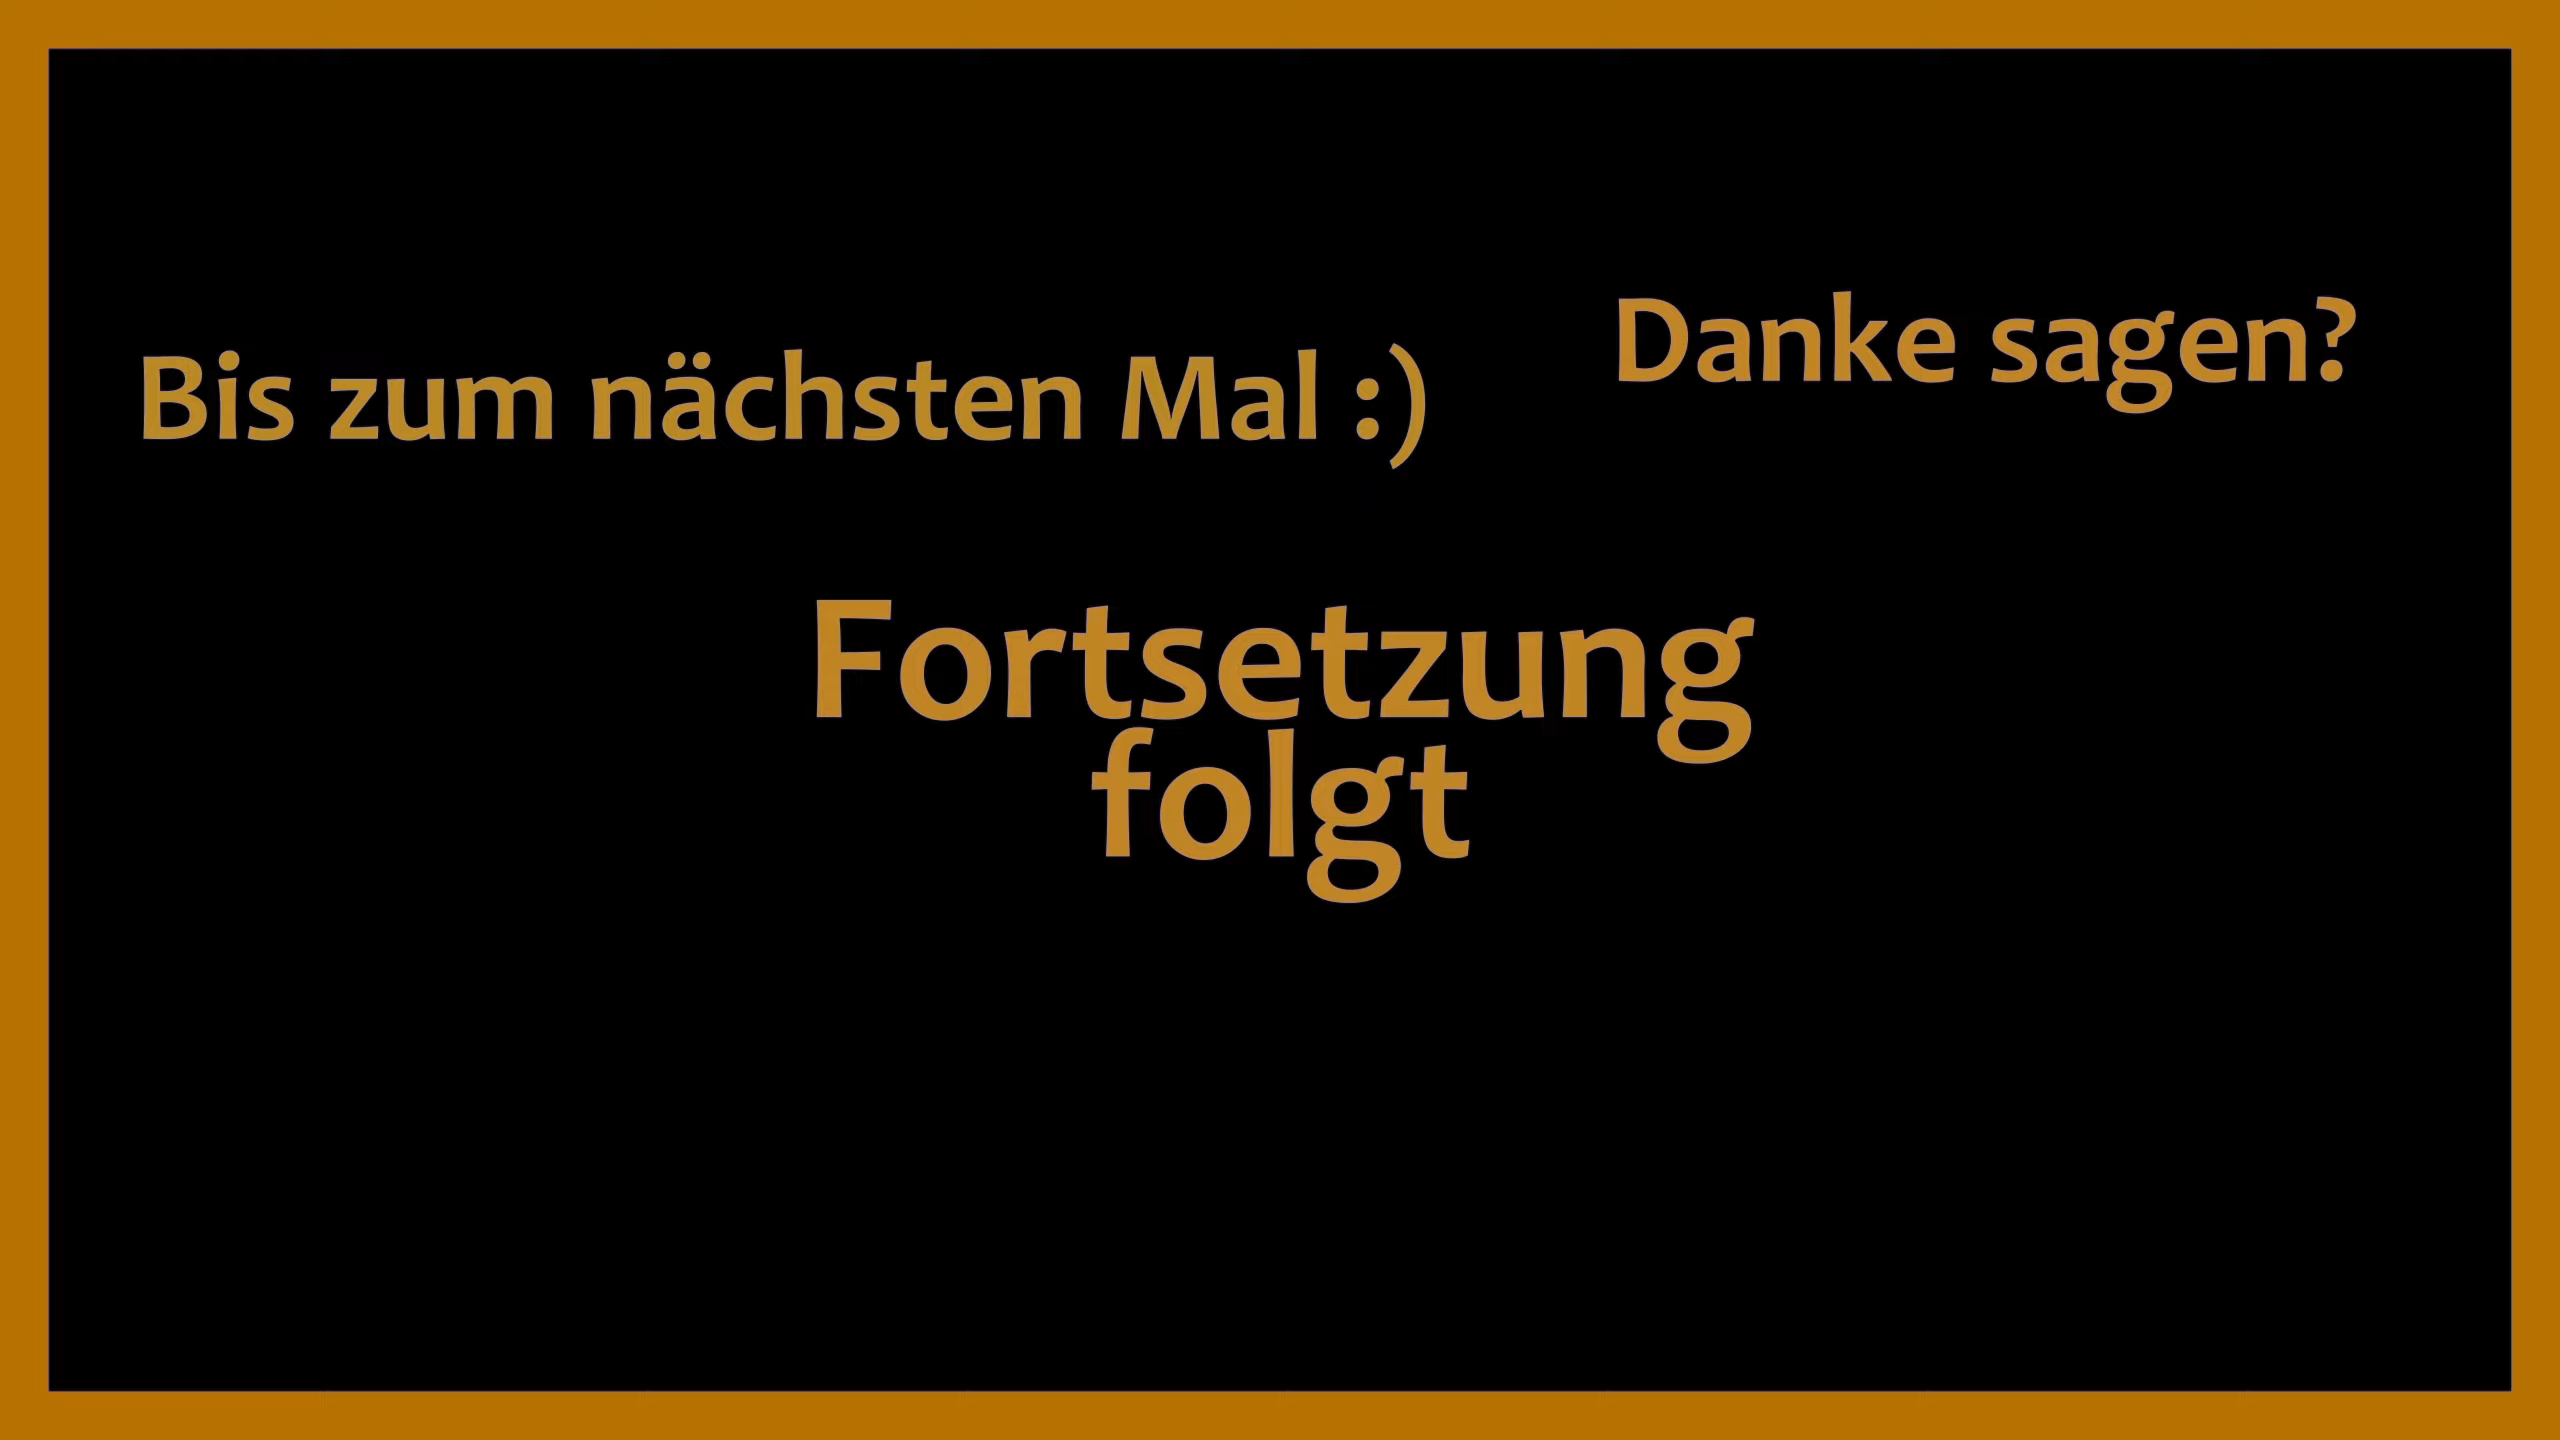 Bis zum nächsten Mal :)
Danke sagen?
Fortsetzung
folgt